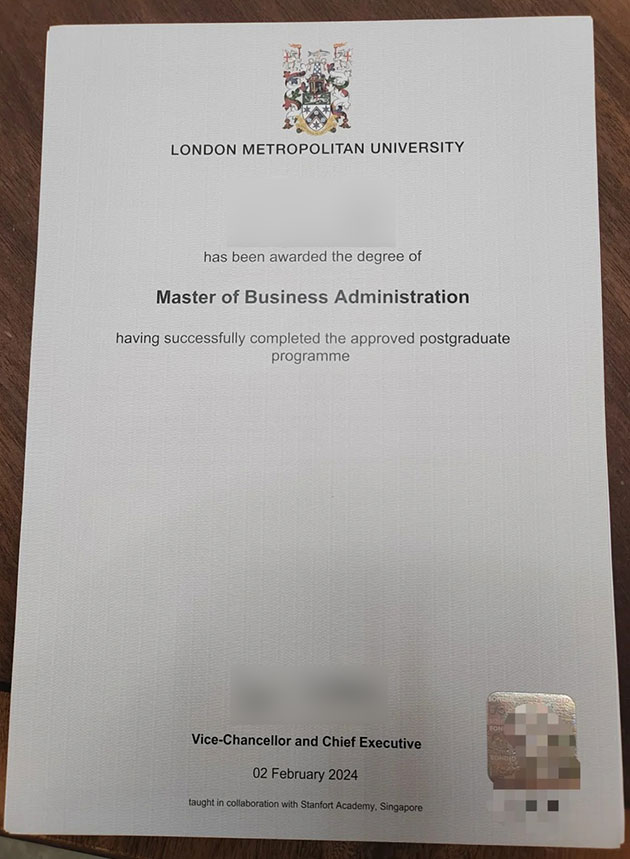 LONDON METROPOLITAN UNIVERSITY
has been awarded the degree of
Master of Business Administration
having successfully completed the approved postgraduate
programme
Vice-Chancellor and Chief Executive
02 February 2024
taught in collaboration with Stanfort Academy, Singapore